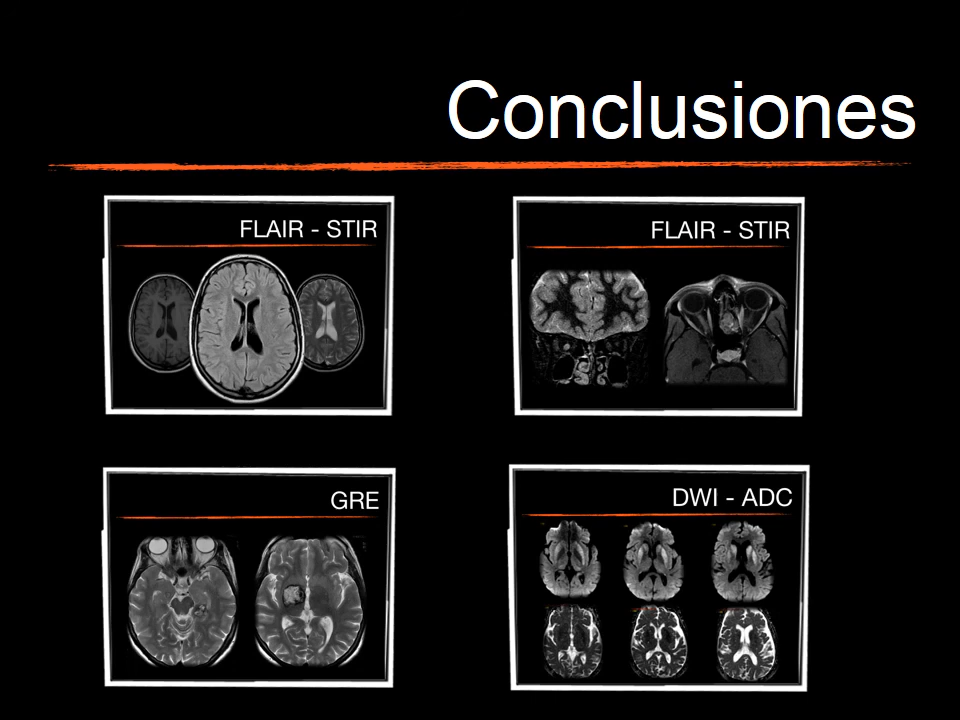 Conclusiones
FLAIR - STIR
FLAIR - STIR
GRE
DWI - ADC